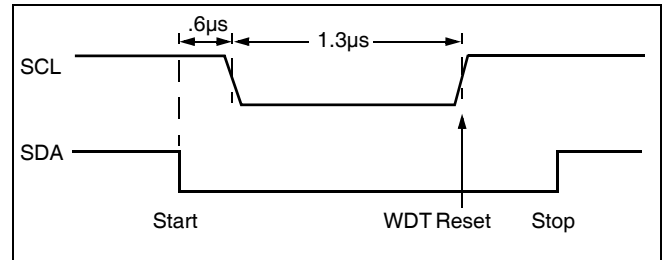 .6µs
1.3µs
SCL
SDA
Start
WDT Reset
Stop